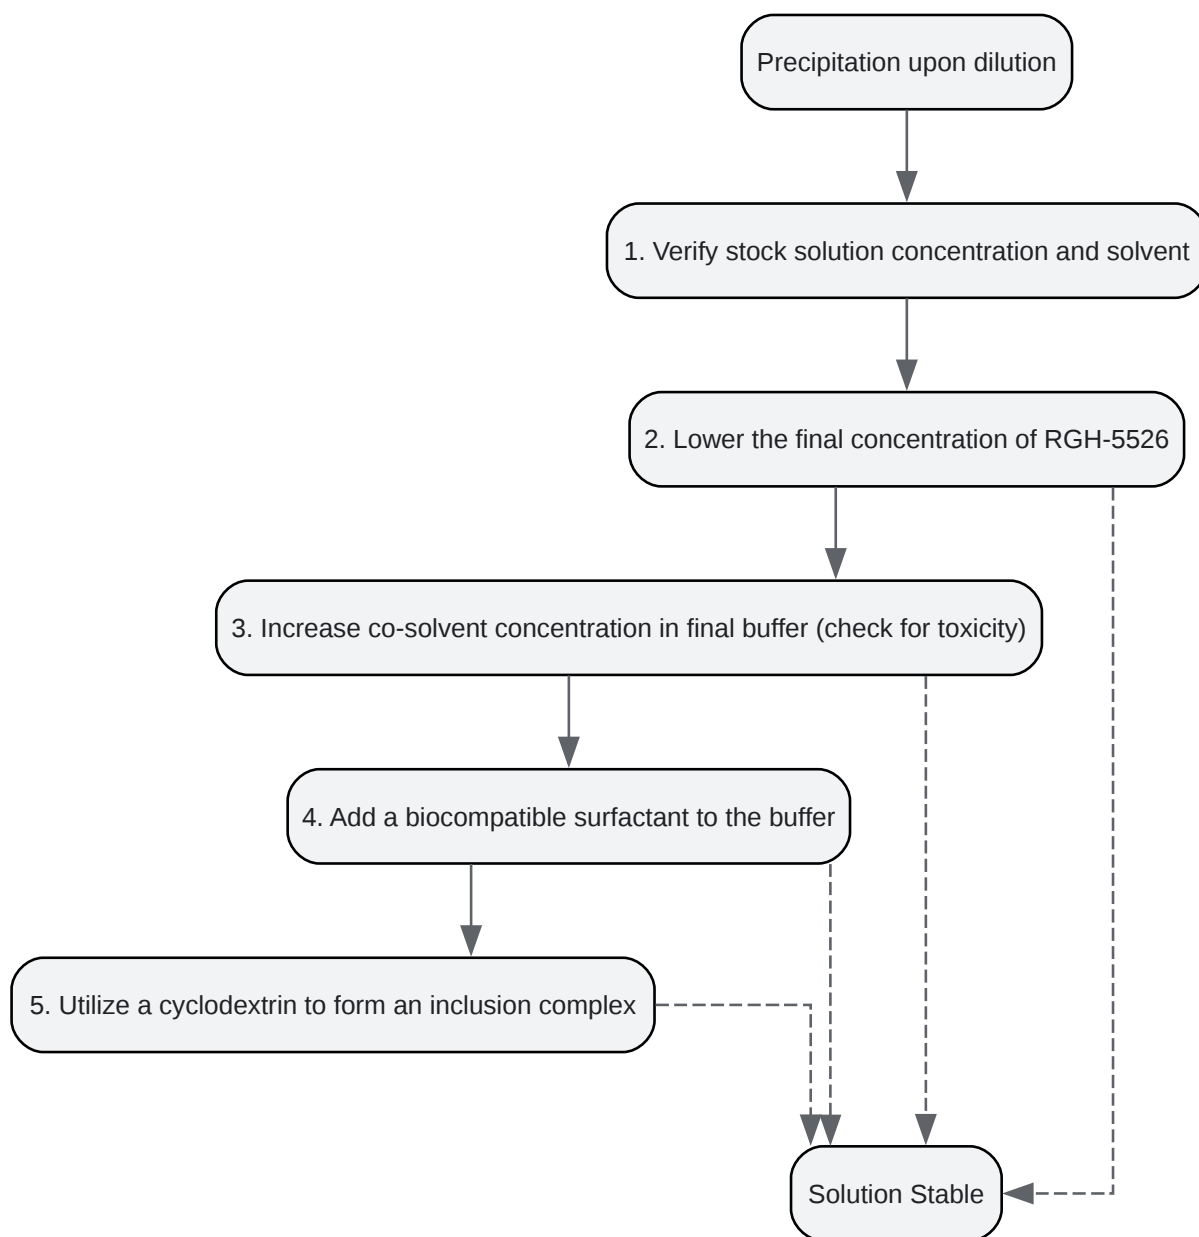 Precipitation upon dilution
1. Verify stock solution concentration and solvent
2. Lower the final concentration of RGH-5526
3. Increase co-solvent concentration in final buffer (check for toxicity)
4. Add a biocompatible surfactant to the buffer
5. Utilize a cyclodextrin to form an inclusion complex
Solution Stable